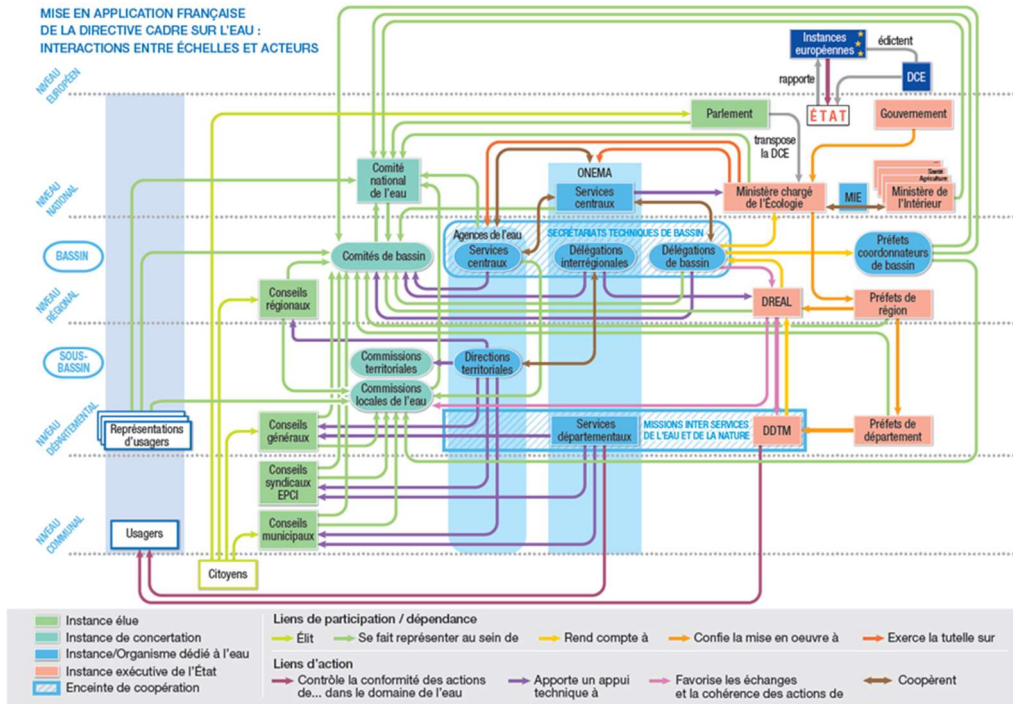 MISE EN APPLICATION FRANÇAISE
DE LA DIRECTIVE CADRE SUR L'EAU :
INTERACTIONS ENTRE ÉCHELLES ET ACTEURS
Instances
européennes
édictent
NIVEAU
EUROPÉEN
rapporte
DCE
Parlement
ÉTAT
Gouvernement
transpose
la DCE
NIVEAU
NATIONAL
Comité
national
de l'eau
ONEMA
Services
centraux
Ministère chargé
de l'Écologie
MIE
Santé
Agriculture
Ministère de
l'Intérieur
BASSIN
Comités de bassin
Agences de l'eau
Services
centraux
SECRÉTARIATS TECHNIQUES DE BASSIN
Délégations
interrégionales
Délégations
de bassin
Préfets
coordonnateurs
de bassin
NIVEAU
RÉGIONAL
Conseils
régionaux
DREAL
Préfets de
région
SOUS-
BASSIN
Commissions
territoriales
Directions
territoriales
Commissions
locales de l'eau
NIVEAU
DÉPARTEMENTAL
Représentations
d'usagers
Conseils
généraux
Services
départementaux
MISSIONS INTER SERVICES
DE L'EAU ET DE LA NATURE
DDTM
Préfets de
département
Conseils
syndicaux
EPCI
NIVEAU
COMMUNAL
Usagers
Conseils
municipaux
Citoyens
Instance élue
Instance de concertation
Instance/Organisme dédié à l'eau
Instance exécutive de l'État
Enceinte de coopération
Liens de participation / dépendance
Élit
Se fait représenter au sein de
Rend compte à
Confie la mise en oeuvre à
Exerce la tutelle sur
Liens d'action
Contrôle la conformité des actions
de... dans le domaine de l'eau
Apporte un appui
technique à
Favorise les échanges
et la cohérence des actions de
Coopèrent